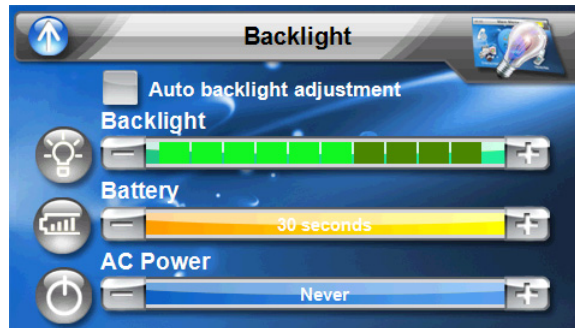 Backlight
Auto backlight adjustment
Backlight
Battery
30 seconds
AC Power
Never